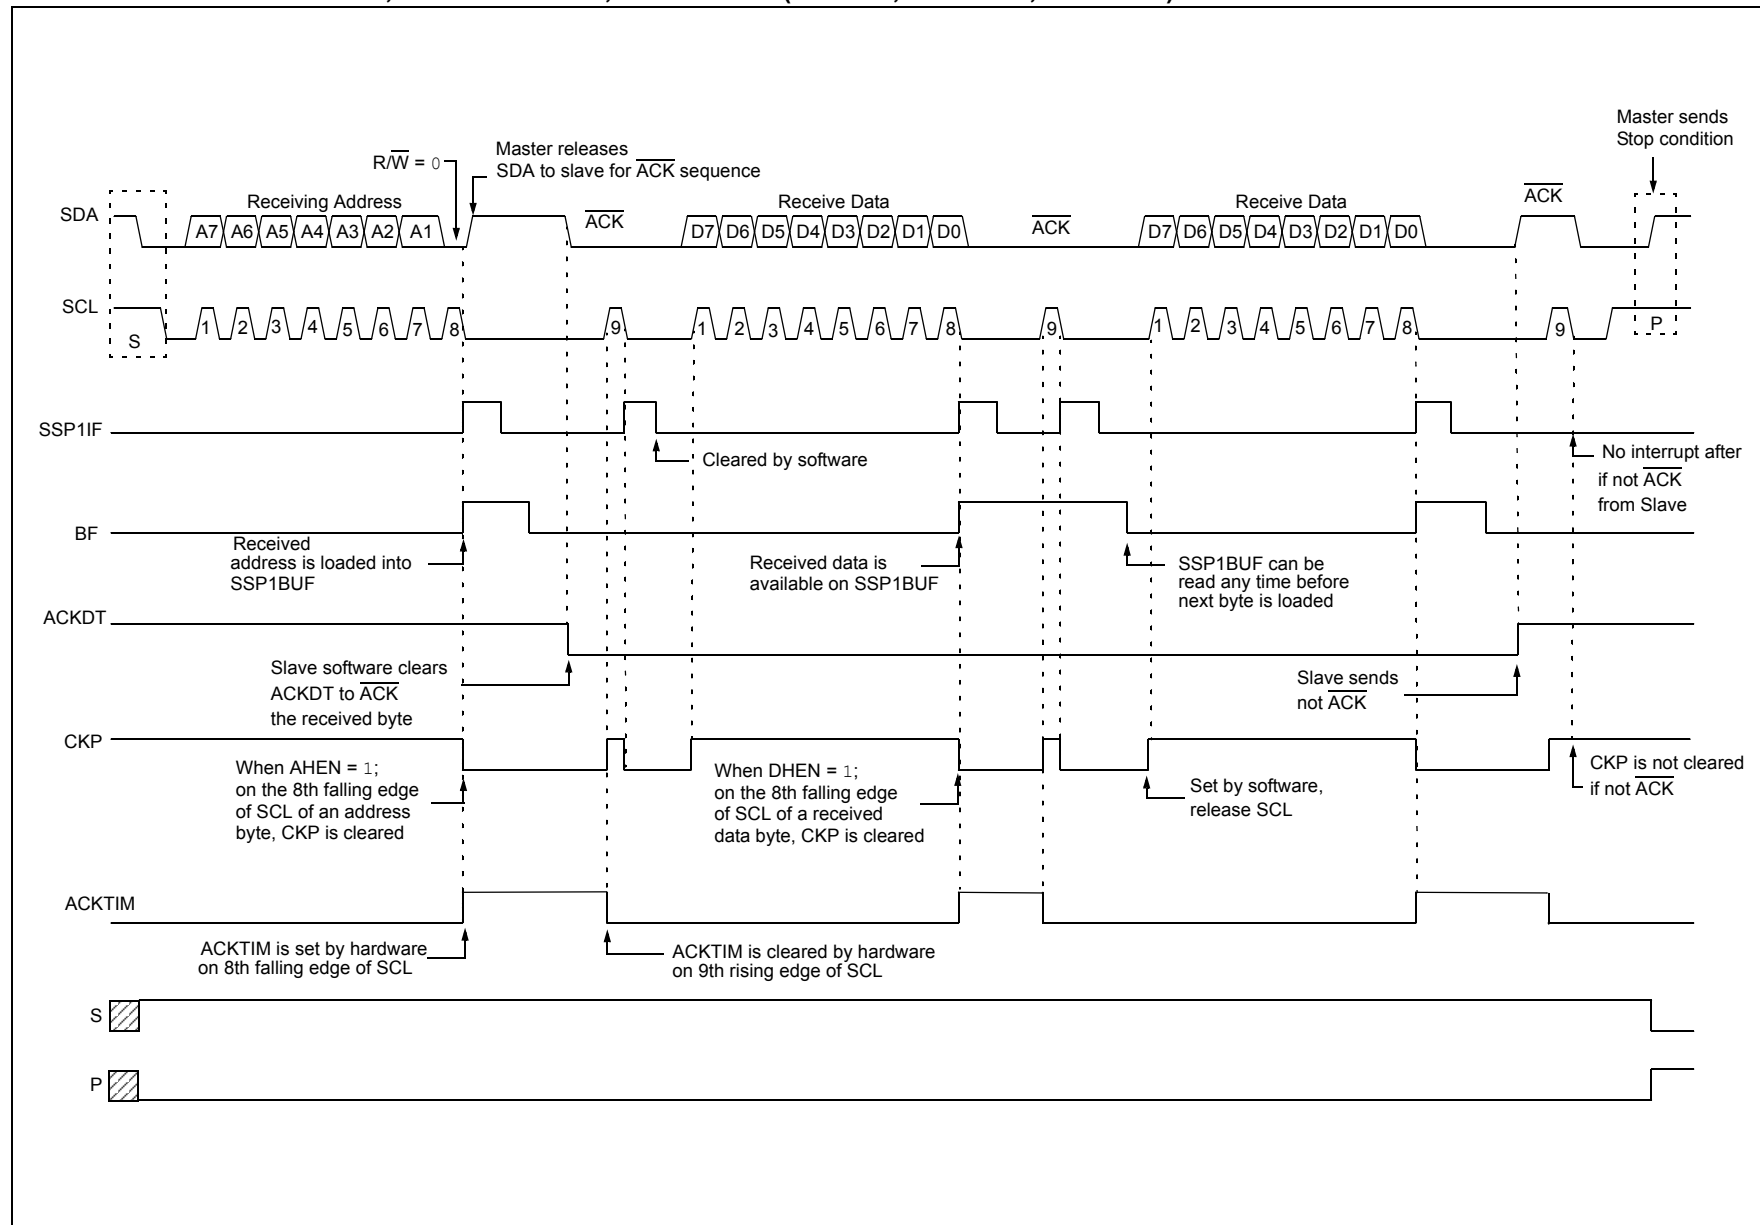 Master sends
Stop condition
R/W = 0
Master releases
SDA to slave for ACK sequence
SDA
Receiving Address
A7 A6 A5 A4 A3 A2 A1
ACK
Receive Data
D7 D6 D5 D4 D3 D2 D1 D0
ACK
Receive Data
D7 D6 D5 D4 D3 D2 D1 D0
ACK
SCL
S
1 2 3 4 5 6 7 8
9
1 2 3 4 5 6 7 8
9
1 2 3 4 5 6 7 8
9
P
SSP1IF
Cleared by software
No interrupt after
if not ACK
from Slave
BF
Received
address is loaded into
SSP1BUF
Received data is
available on SSP1BUF
SSP1BUF can be
read any time before
next byte is loaded
ACKDT
Slave software clears
ACKDT to ACK
the received byte
Slave sends
not ACK
CKP
When AHEN = 1;
on the 8th falling edge
of SCL of an address
byte, CKP is cleared
When DHEN = 1;
on the 8th falling edge
of SCL of a received
data byte, CKP is cleared
Set by software,
release SCL
CKP is not cleared
if not ACK
ACKTIM
ACKTIM is set by hardware
on 8th falling edge of SCL
ACKTIM is cleared by hardware
on 9th rising edge of SCL
S
P